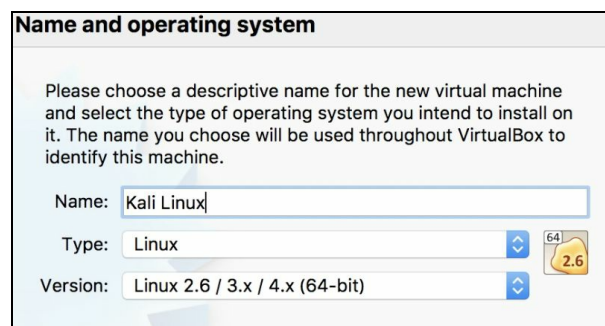 Name and operating system
Please choose a descriptive name for the new virtual machine
and select the type of operating system you intend to install on
it. The name you choose will be used throughout VirtualBox to
identify this machine.
Name: Kali Linux
Type: Linux
64
2.6
Version: Linux 2.6 / 3.x / 4.x (64-bit)